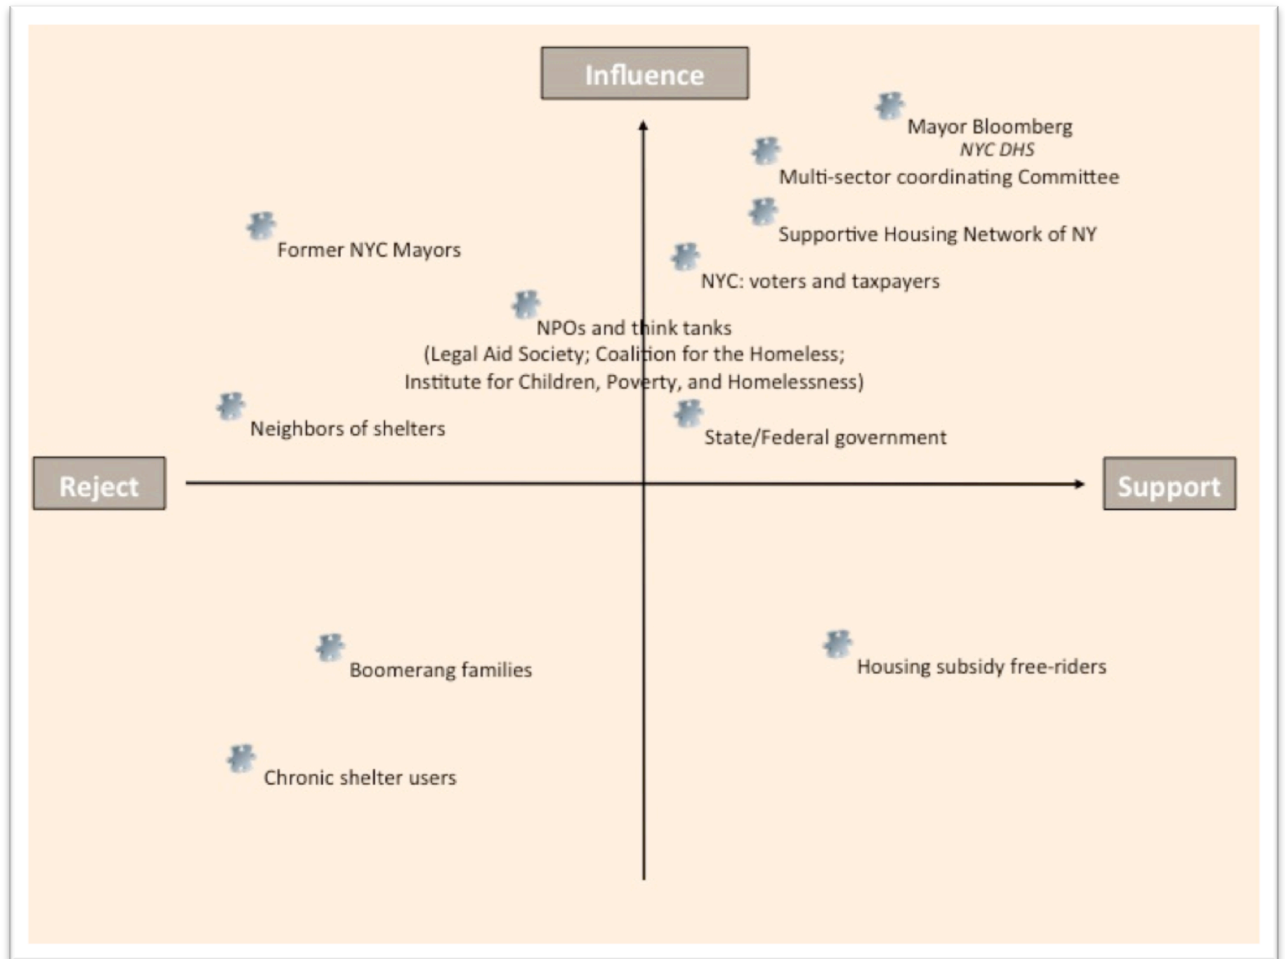 Influence
Mayor Bloomberg
NYC DHS
Multi-sector coordinating Committee
Supportive Housing Network of NY
Former NYC Mayors
NYC: voters and taxpayers
NPOs and think tanks
(Legal Aid Society; Coalition for the Homeless;
Institute for Children, Poverty, and Homelessness)
Neighbors of shelters
State/Federal government
Reject
Support
Boomerang families
Housing subsidy free-riders
Chronic shelter users